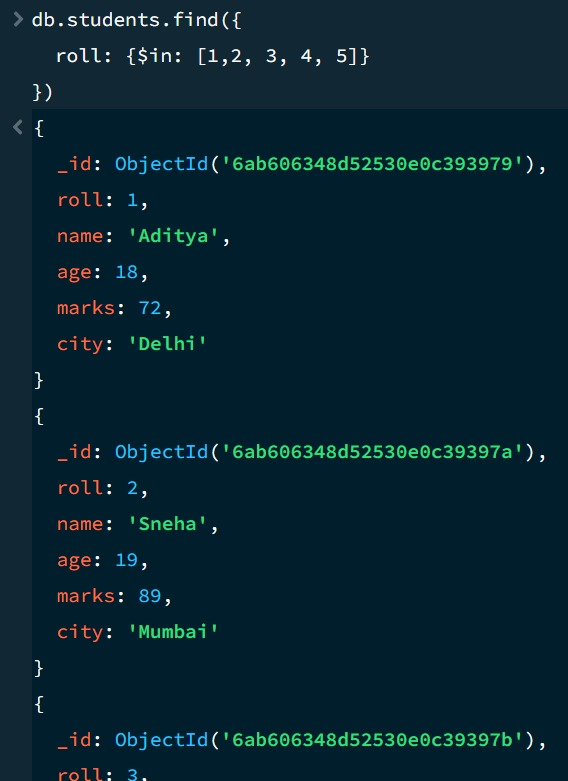 db.students.find({
roll: {$in: [1,2, 3, 4, 5]}
})
{
_id: ObjectId('6ab606348d52530e0c393979'),
roll: 1,
name: 'Aditya',
age: 18,
marks: 72,
city: 'Delhi'
}
{
_id: ObjectId('6ab606348d52530e0c39397a'),
roll: 2,
name: 'Sneha',
age: 19,
marks: 89,
city: 'Mumbai'
}
{
_id: ObjectId('6ab606348d52530e0c39397b'),
roll: 3,